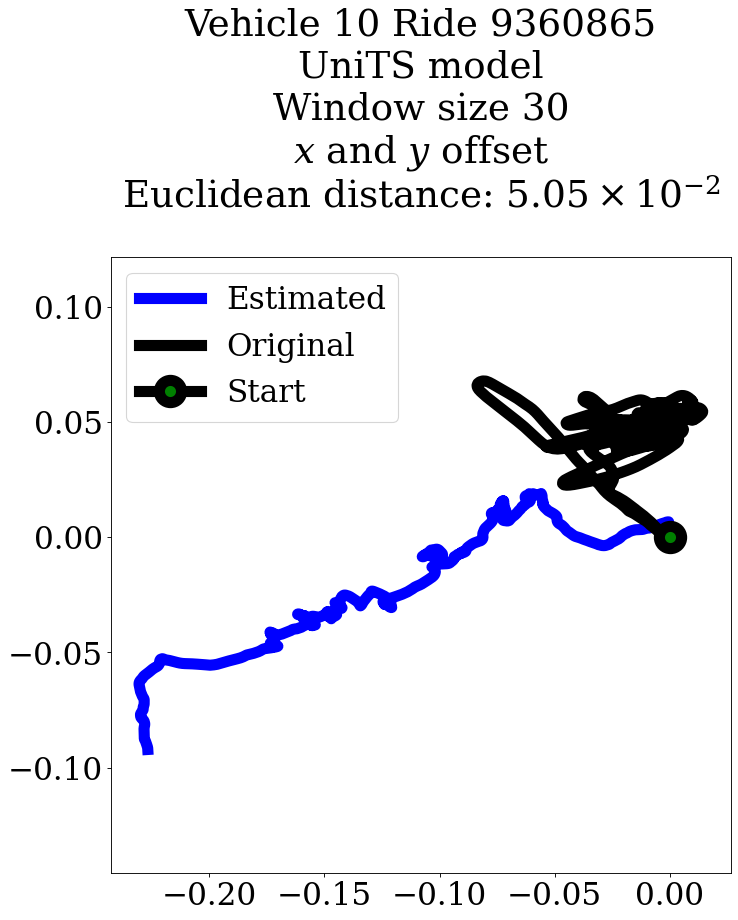 Vehicle 10 Ride 9360865
UniTS model
Window size 30
x and y offset
Euclidean distance: 5.05 × 10⁻²
Estimated
Original
Start
0.10
0.05
0.00
−0.05
−0.10
−0.20
−0.15
−0.10
−0.05
0.00